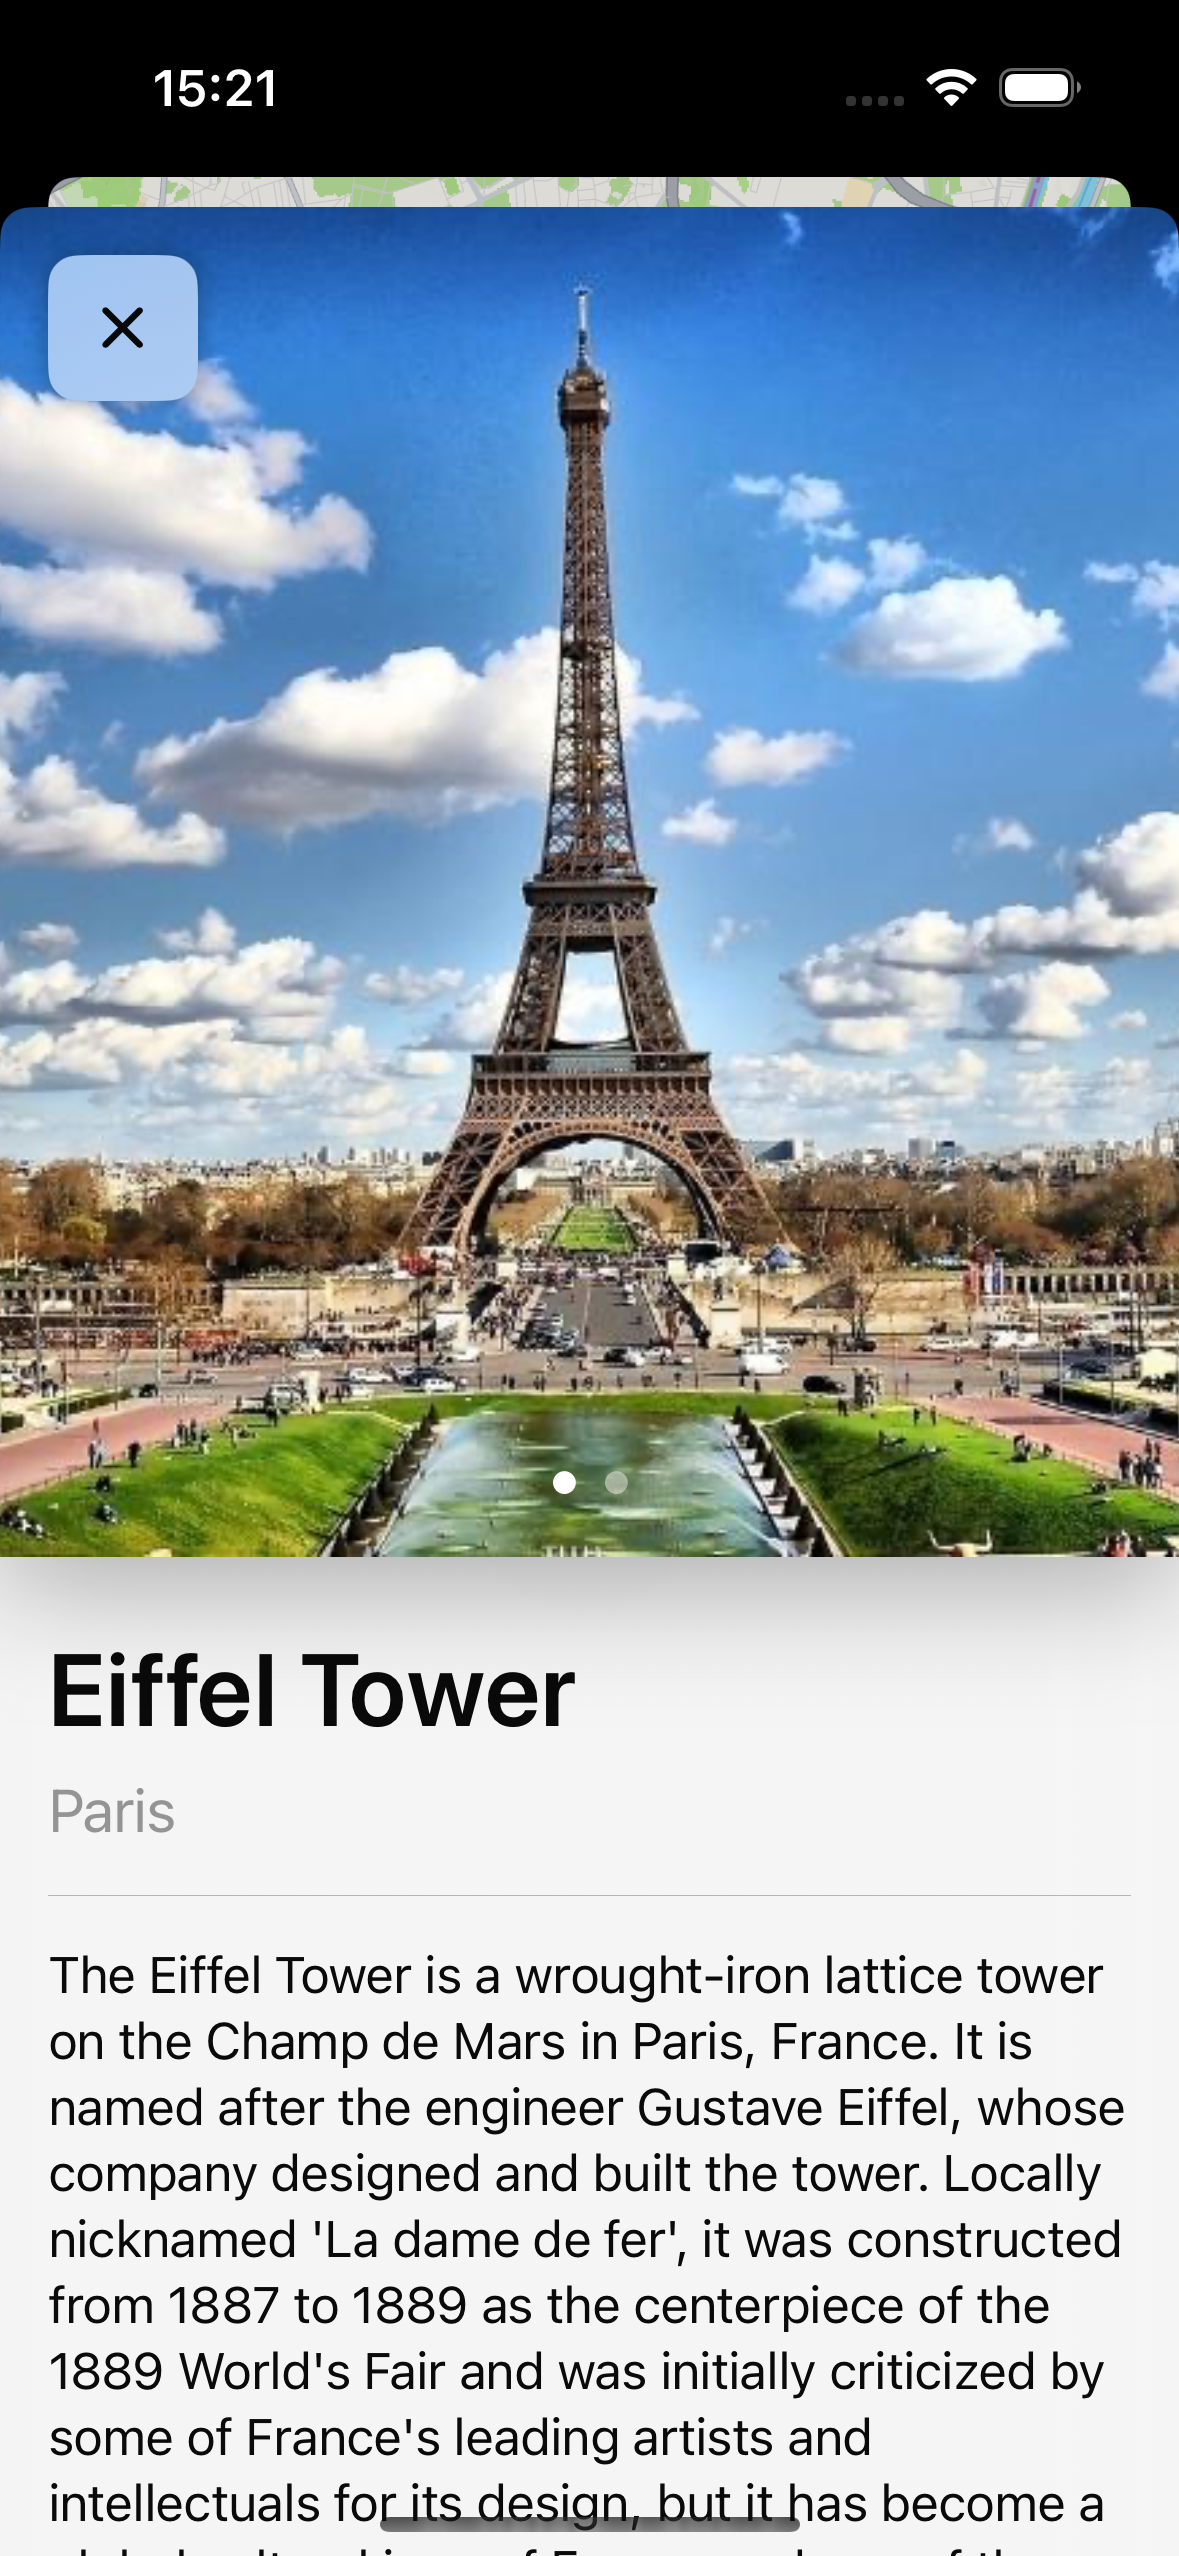 15:21
Eiffel Tower
Paris
The Eiffel Tower is a wrought-iron lattice tower
on the Champ de Mars in Paris, France. It is
named after the engineer Gustave Eiffel, whose
company designed and built the tower. Locally
nicknamed 'La dame de fer', it was constructed
from 1887 to 1889 as the centerpiece of the
1889 World's Fair and was initially criticized by
some of France's leading artists and
intellectuals for its design, but it has become a